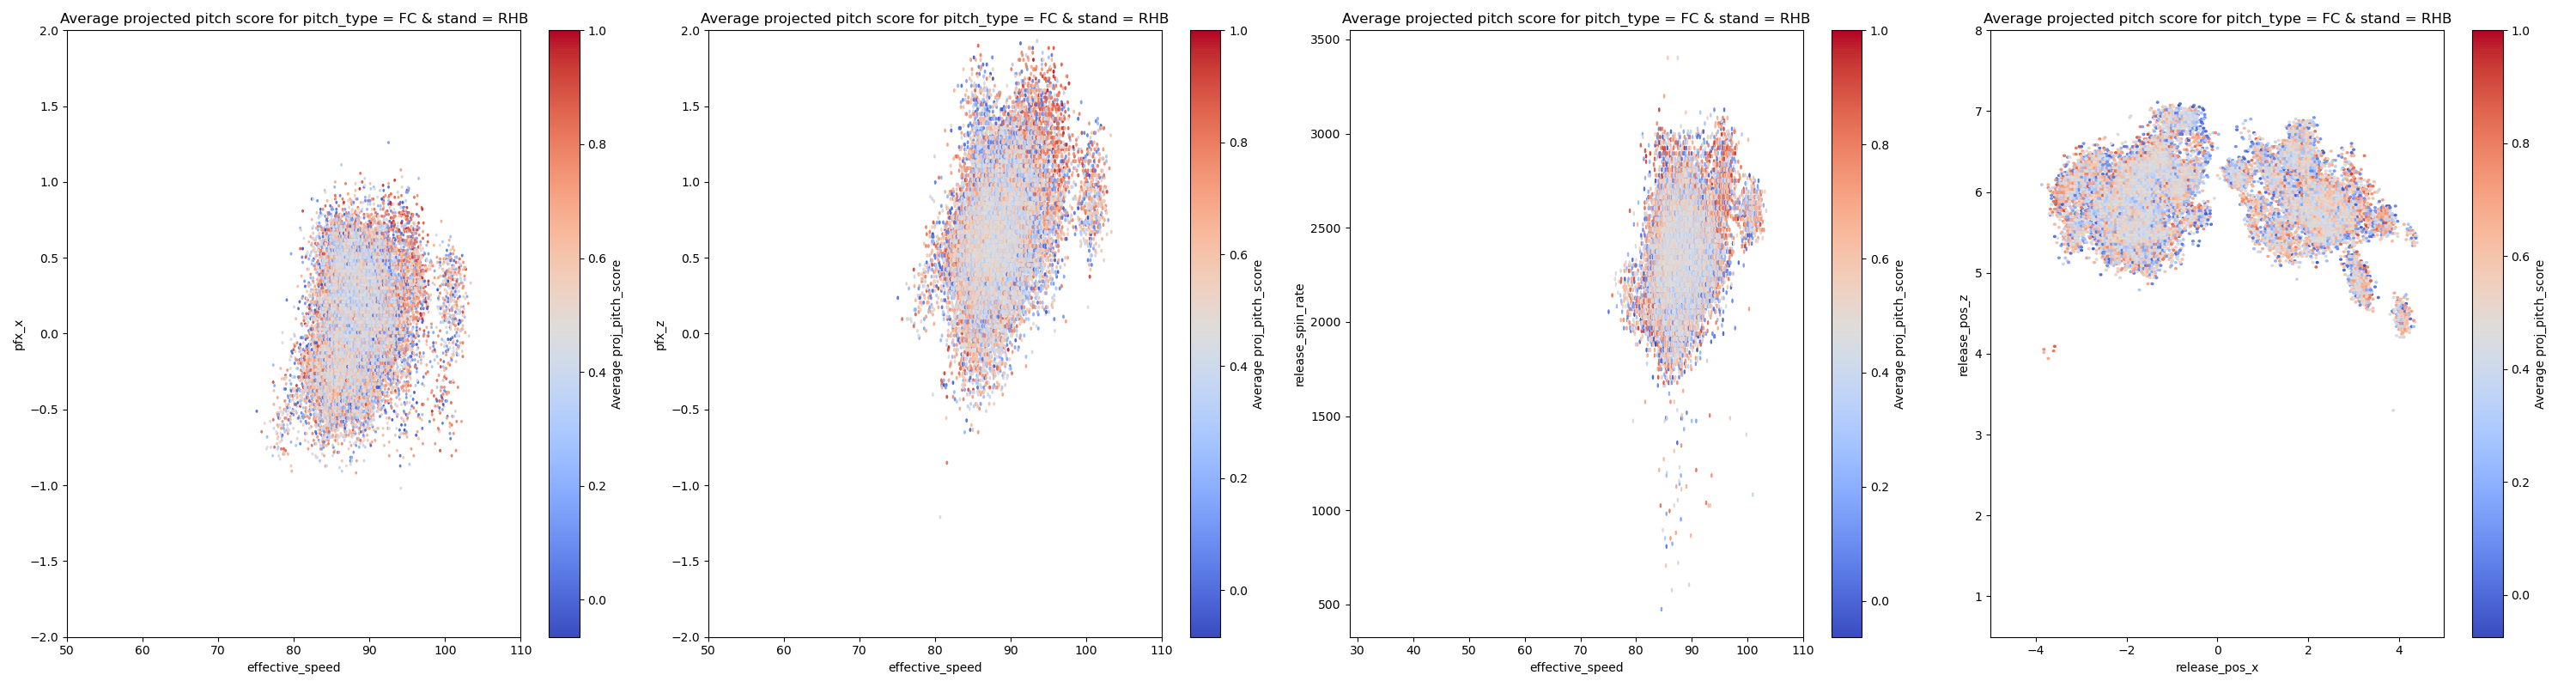 Average projected pitch score for pitch_type = FC & stand = RHB
2.0
1.5
1.0
0.5
0.0
−0.5
−1.0
−1.5
−2.0
pfx_x
50 60 70 80 90 100 110
effective_speed
1.0
0.8
0.6
0.4
0.2
0.0
Average proj_pitch_score
Average projected pitch score for pitch_type = FC & stand = RHB
2.0
1.5
1.0
0.5
0.0
−0.5
−1.0
−1.5
−2.0
pfx_z
50 60 70 80 90 100 110
effective_speed
1.0
0.8
0.6
0.4
0.2
0.0
Average proj_pitch_score
Average projected pitch score for pitch_type = FC & stand = RHB
3500
3000
2500
2000
1500
1000
500
release_spin_rate
30 40 50 60 70 80 90 100 110
effective_speed
1.0
0.8
0.6
0.4
0.2
0.0
Average proj_pitch_score
Average projected pitch score for pitch_type = FC & stand = RHB
8
7
6
5
4
3
2
1
release_pos_z
−4 −2 0 2 4
release_pos_x
1.0
0.8
0.6
0.4
0.2
0.0
Average proj_pitch_score